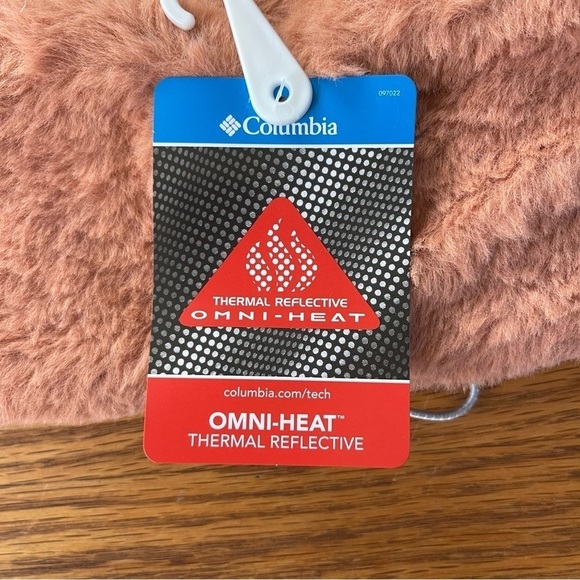 097022
Columbia
THERMAL REFLECTIVE
OMNI-HEAT
columbia.com/tech
OMNI-HEAT™
THERMAL REFLECTIVE